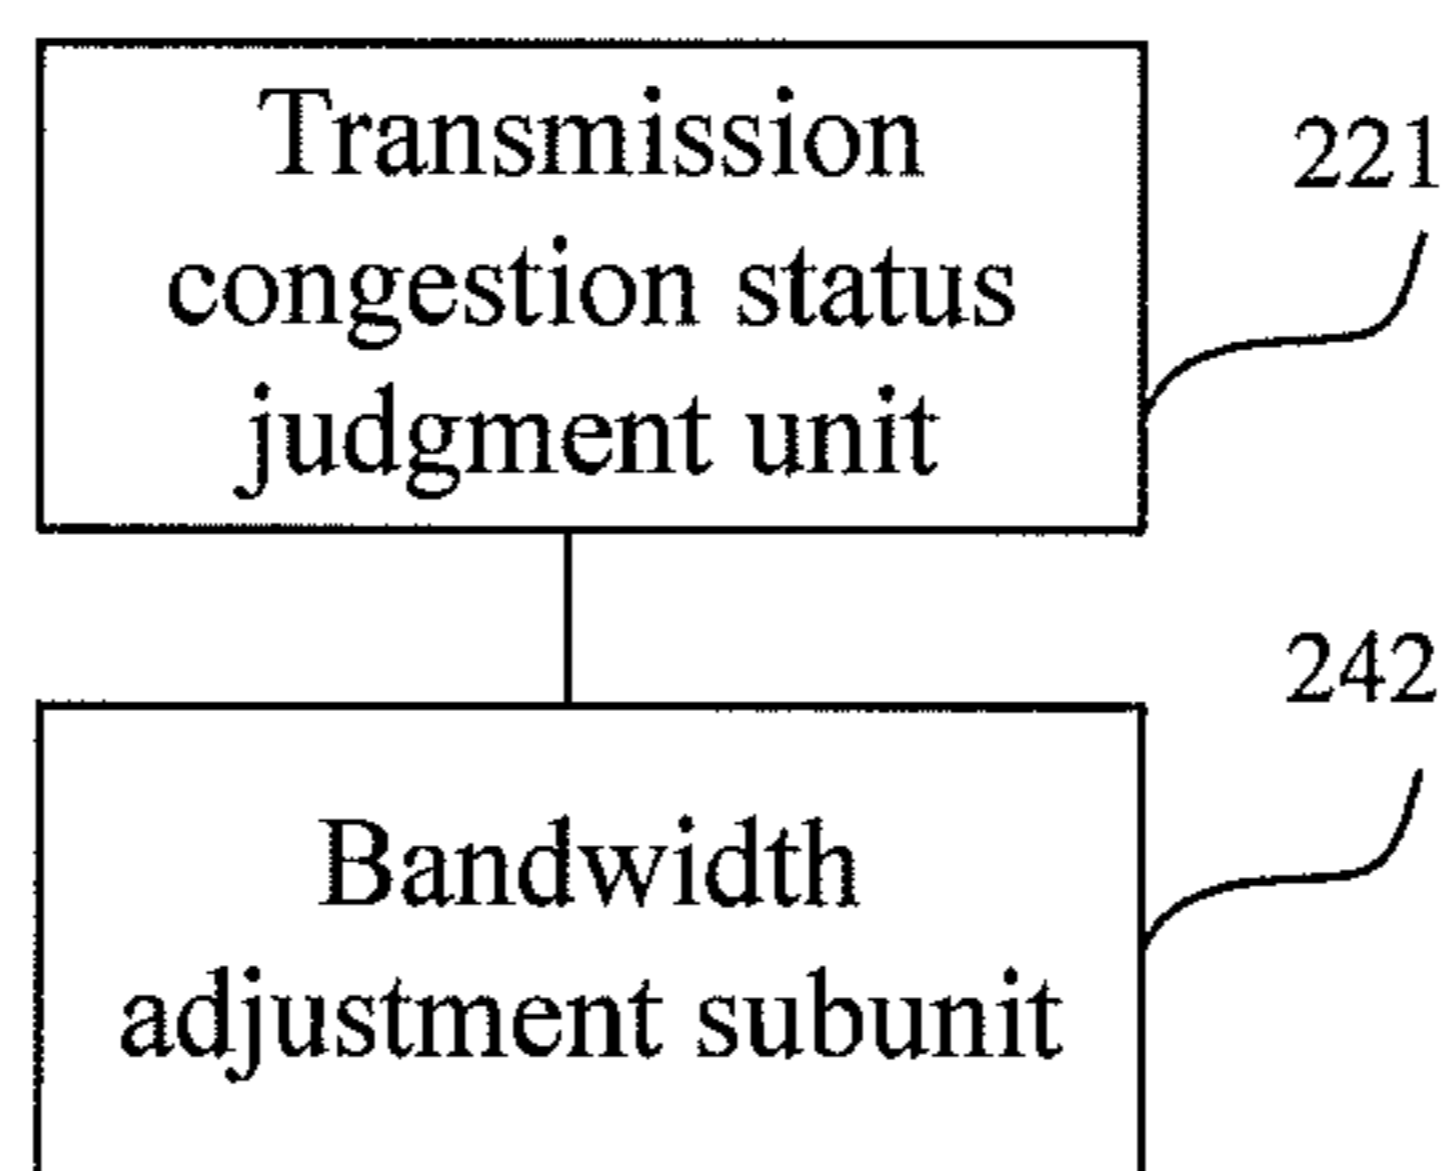 Transmission
congestion status
judgment unit
221
242
Bandwidth
adjustment subunit